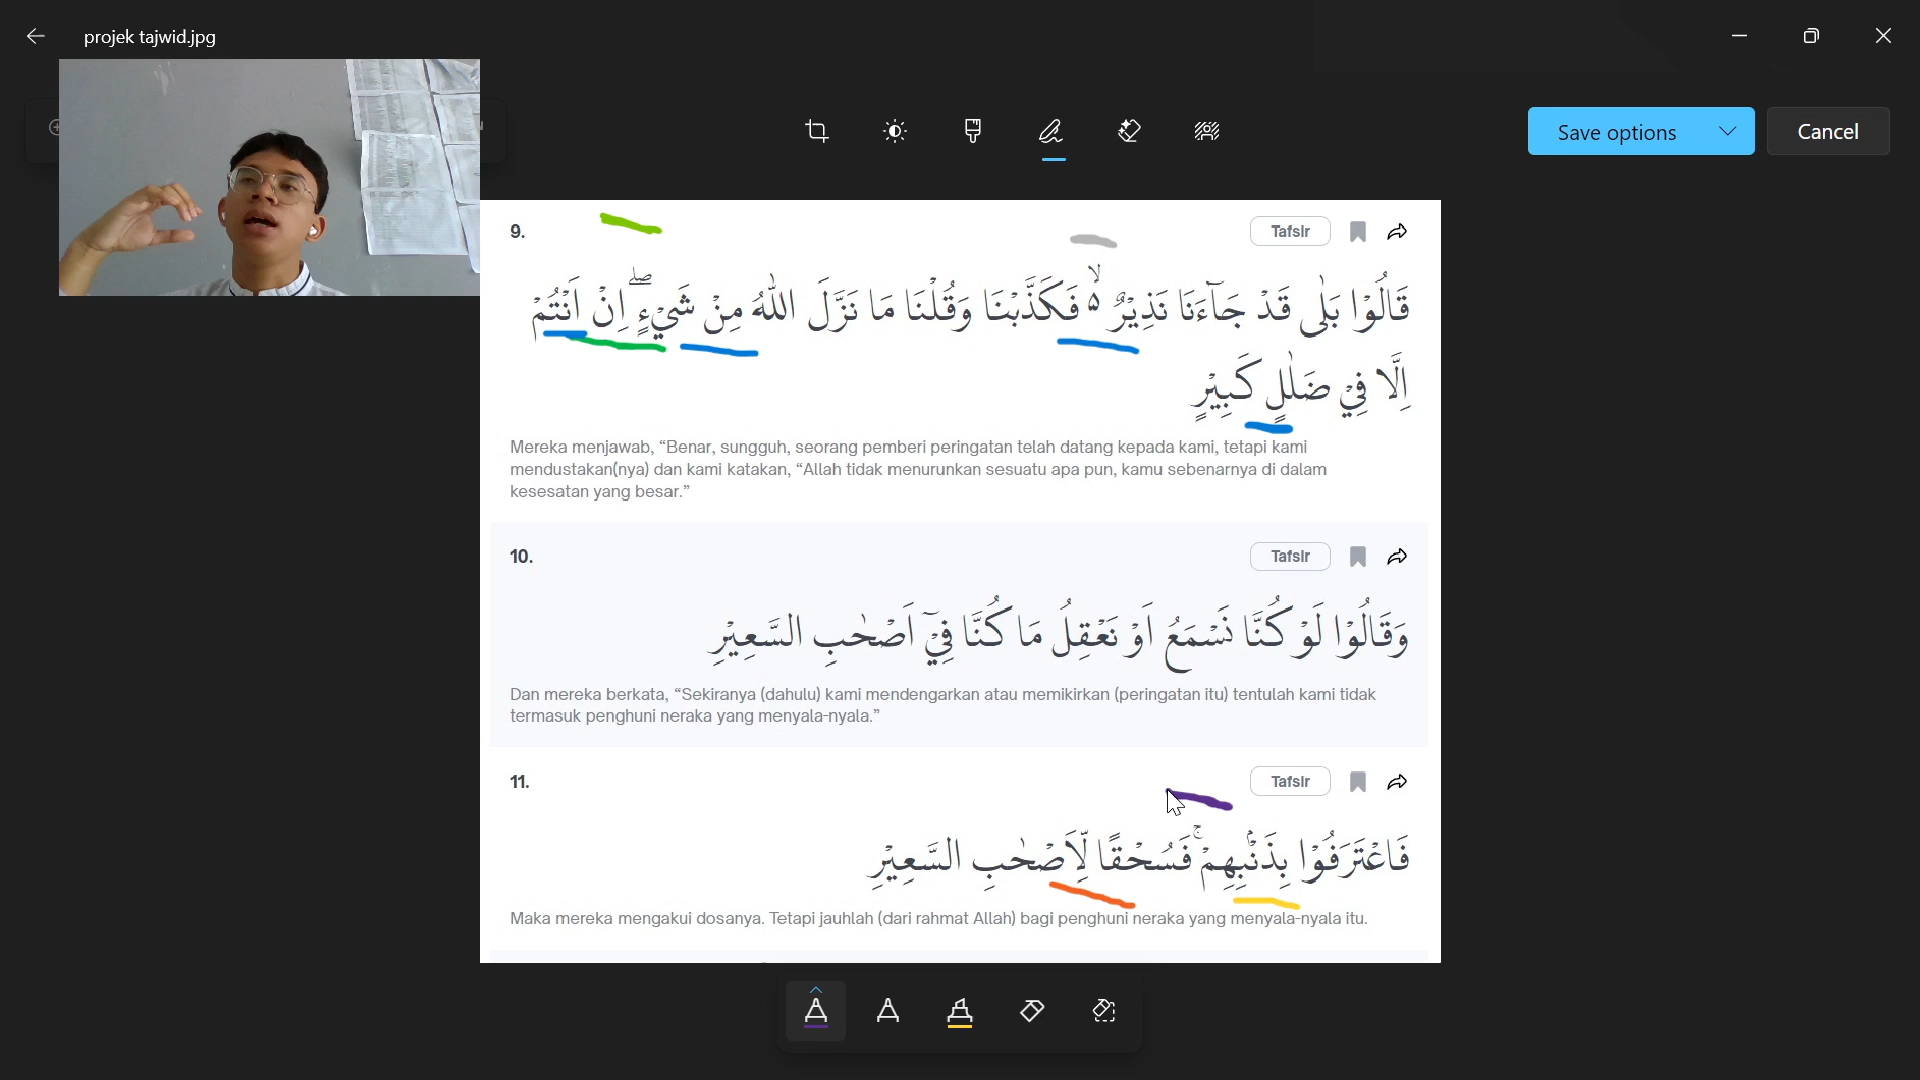 projek tajwid.jpg
Save options
Cancel
9.
Tafsir
قَالُوْا بَلٰى قَدْ جَاۤءَنَا نَذِيْرٌ ەۙ فَكَذَّبْنَا وَقُلْنَا مَا نَزَّلَ اللّٰهُ مِنْ شَيْءٍۖ اِنْ اَنْتُمْ
اِلَّا فِيْ ضَلٰلٍ كَبِيْرٍ
Mereka menjawab, “Benar, sungguh, seorang pemberi peringatan telah datang kepada kami, tetapi kami
mendustakan(nya) dan kami katakan, “Allah tidak menurunkan sesuatu apa pun, kamu sebenarnya di dalam
kesesatan yang besar.”
10.
Tafsir
وَقَالُوْا لَوْ كُنَّا نَسْمَعُ اَوْ نَعْقِلُ مَا كُنَّا فِيْٓ اَصْحٰبِ السَّعِيْرِ
Dan mereka berkata, “Sekiranya (dahulu) kami mendengarkan atau memikirkan (peringatan itu) tentulah kami tidak
termasuk penghuni neraka yang menyala-nyala.”
11.
Tafsir
فَاعْتَرَفُوْا بِذَنْۢبِهِمْۚ فَسُحْقًا لِّاَصْحٰبِ السَّعِيْرِ
Maka mereka mengakui dosanya. Tetapi jauhlah (dari rahmat Allah) bagi penghuni neraka yang menyala-nyala itu.